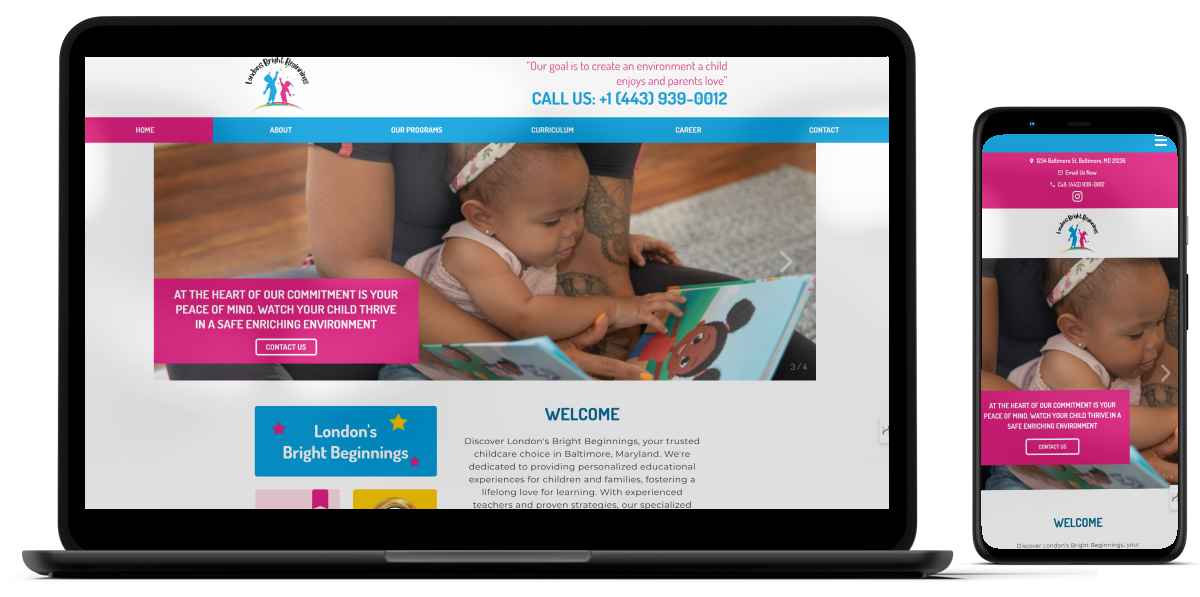 London's Bright Beginnings
"Our goal is to create an environment a child
enjoys and parents love"
CALL US: +1 (443) 939-0012
HOME
ABOUT
OUR PROGRAMS
CURRICULUM
CAREER
CONTACT
AT THE HEART OF OUR COMMITMENT IS YOUR
PEACE OF MIND. WATCH YOUR CHILD THRIVE
IN A SAFE ENRICHING ENVIRONMENT
CONTACT US
3 / 4
London's
Bright Beginnings
WELCOME
Discover London's Bright Beginnings, your trusted
childcare choice in Baltimore, Maryland. We're
dedicated to providing personalized educational
experiences for children and families, fostering a
lifelong love for learning. With experienced
teachers and proven strategies, our specialized
1234 Baltimore St. Baltimore, MD 21236
Email Us Now
Call: (443) 939-0012
London's Bright Beginnings
AT THE HEART OF OUR COMMITMENT IS YOUR
PEACE OF MIND. WATCH YOUR CHILD THRIVE IN A
SAFE ENRICHING ENVIRONMENT
CONTACT US
WELCOME
Discover London's Bright Beginnings, your